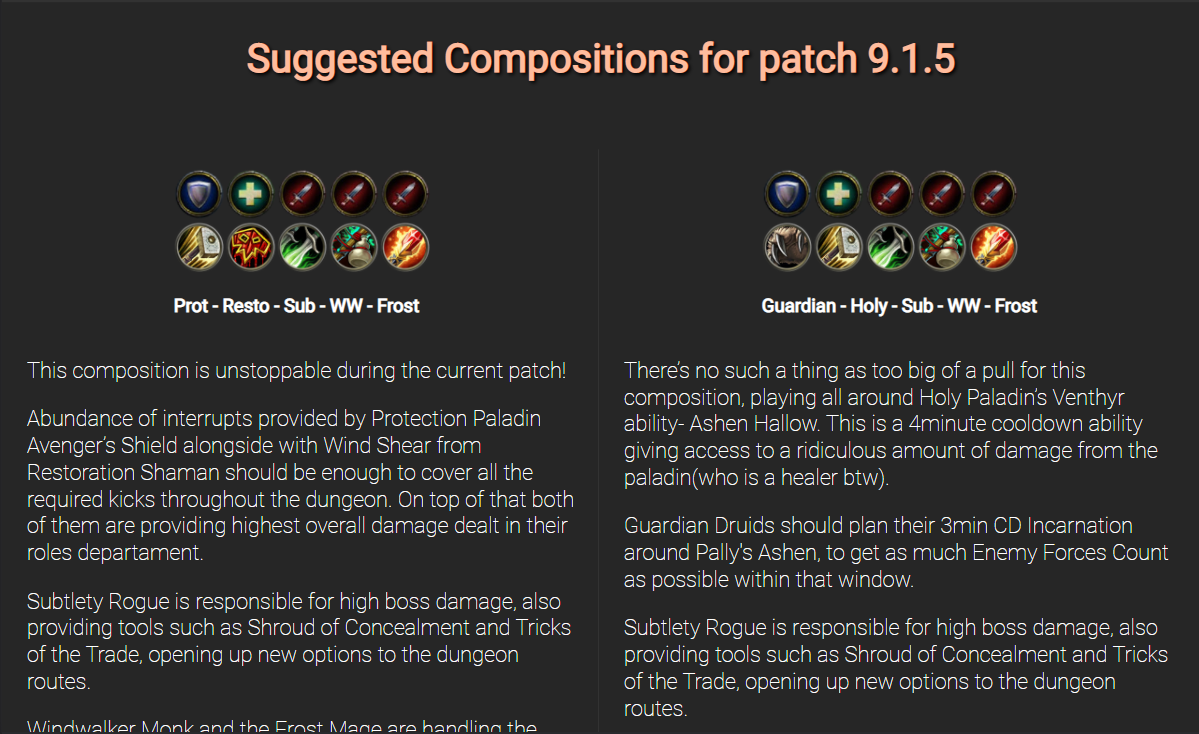 Suggested Compositions for patch 9.1.5
Prot - Resto - Sub - WW - Frost
This composition is unstoppable during the current patch!
Abundance of interrupts provided by Protection Paladin
Avenger's Shield alongside with Wind Shear from
Restoration Shaman should be enough to cover all the
required kicks throughout the dungeon. On top of that both
of them are providing highest overall damage dealt in their
roles departament.
Subtlety Rogue is responsible for high boss damage, also
providing tools such as Shroud of Concealment and Tricks
of the Trade, opening up new options to the dungeon
routes.
Windwalker Monk and the Frost Mage are handling the
Guardian - Holy - Sub - WW - Frost
There's no such a thing as too big of a pull for this
composition, playing all around Holy Paladin's Venthyr
ability- Ashen Hallow. This is a 4minute cooldown ability
giving access to a ridiculous amount of damage from the
paladin(who is a healer btw).
Guardian Druids should plan their 3min CD Incarnation
around Pally's Ashen, to get as much Enemy Forces Count
as possible within that window.
Subtlety Rogue is responsible for high boss damage, also
providing tools such as Shroud of Concealment and Tricks
of the Trade, opening up new options to the dungeon
routes.